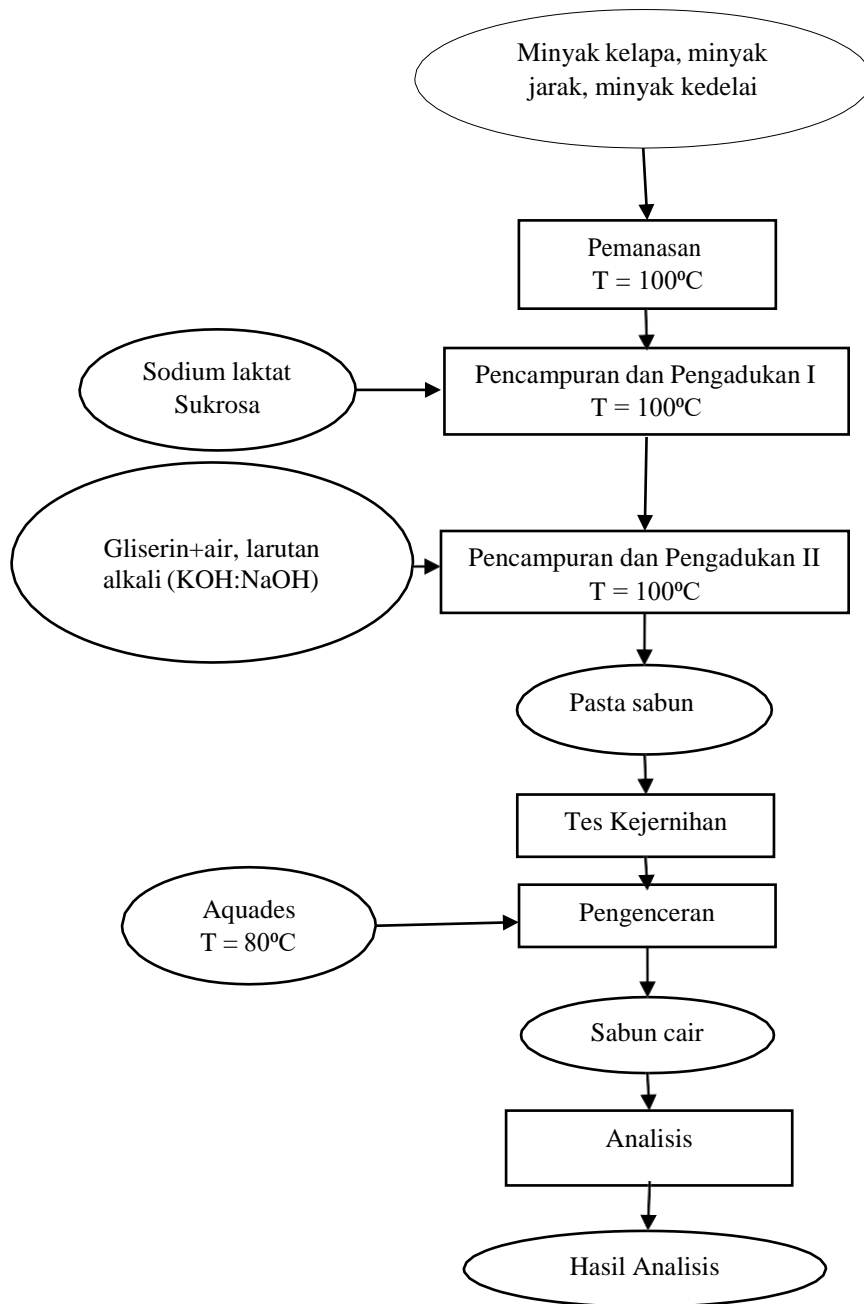 Minyak kelapa, minyak
jarak, minyak kedelai
Pemanasan
T = 100ºC
Sodium laktat
Sukrosa
Pencampuran dan Pengadukan I
T = 100ºC
Gliserin+air, larutan
alkali (KOH:NaOH)
Pencampuran dan Pengadukan II
T = 100ºC
Pasta sabun
Tes Kejernihan
Aquades
T = 80ºC
Pengenceran
Sabun cair
Analisis
Hasil Analisis